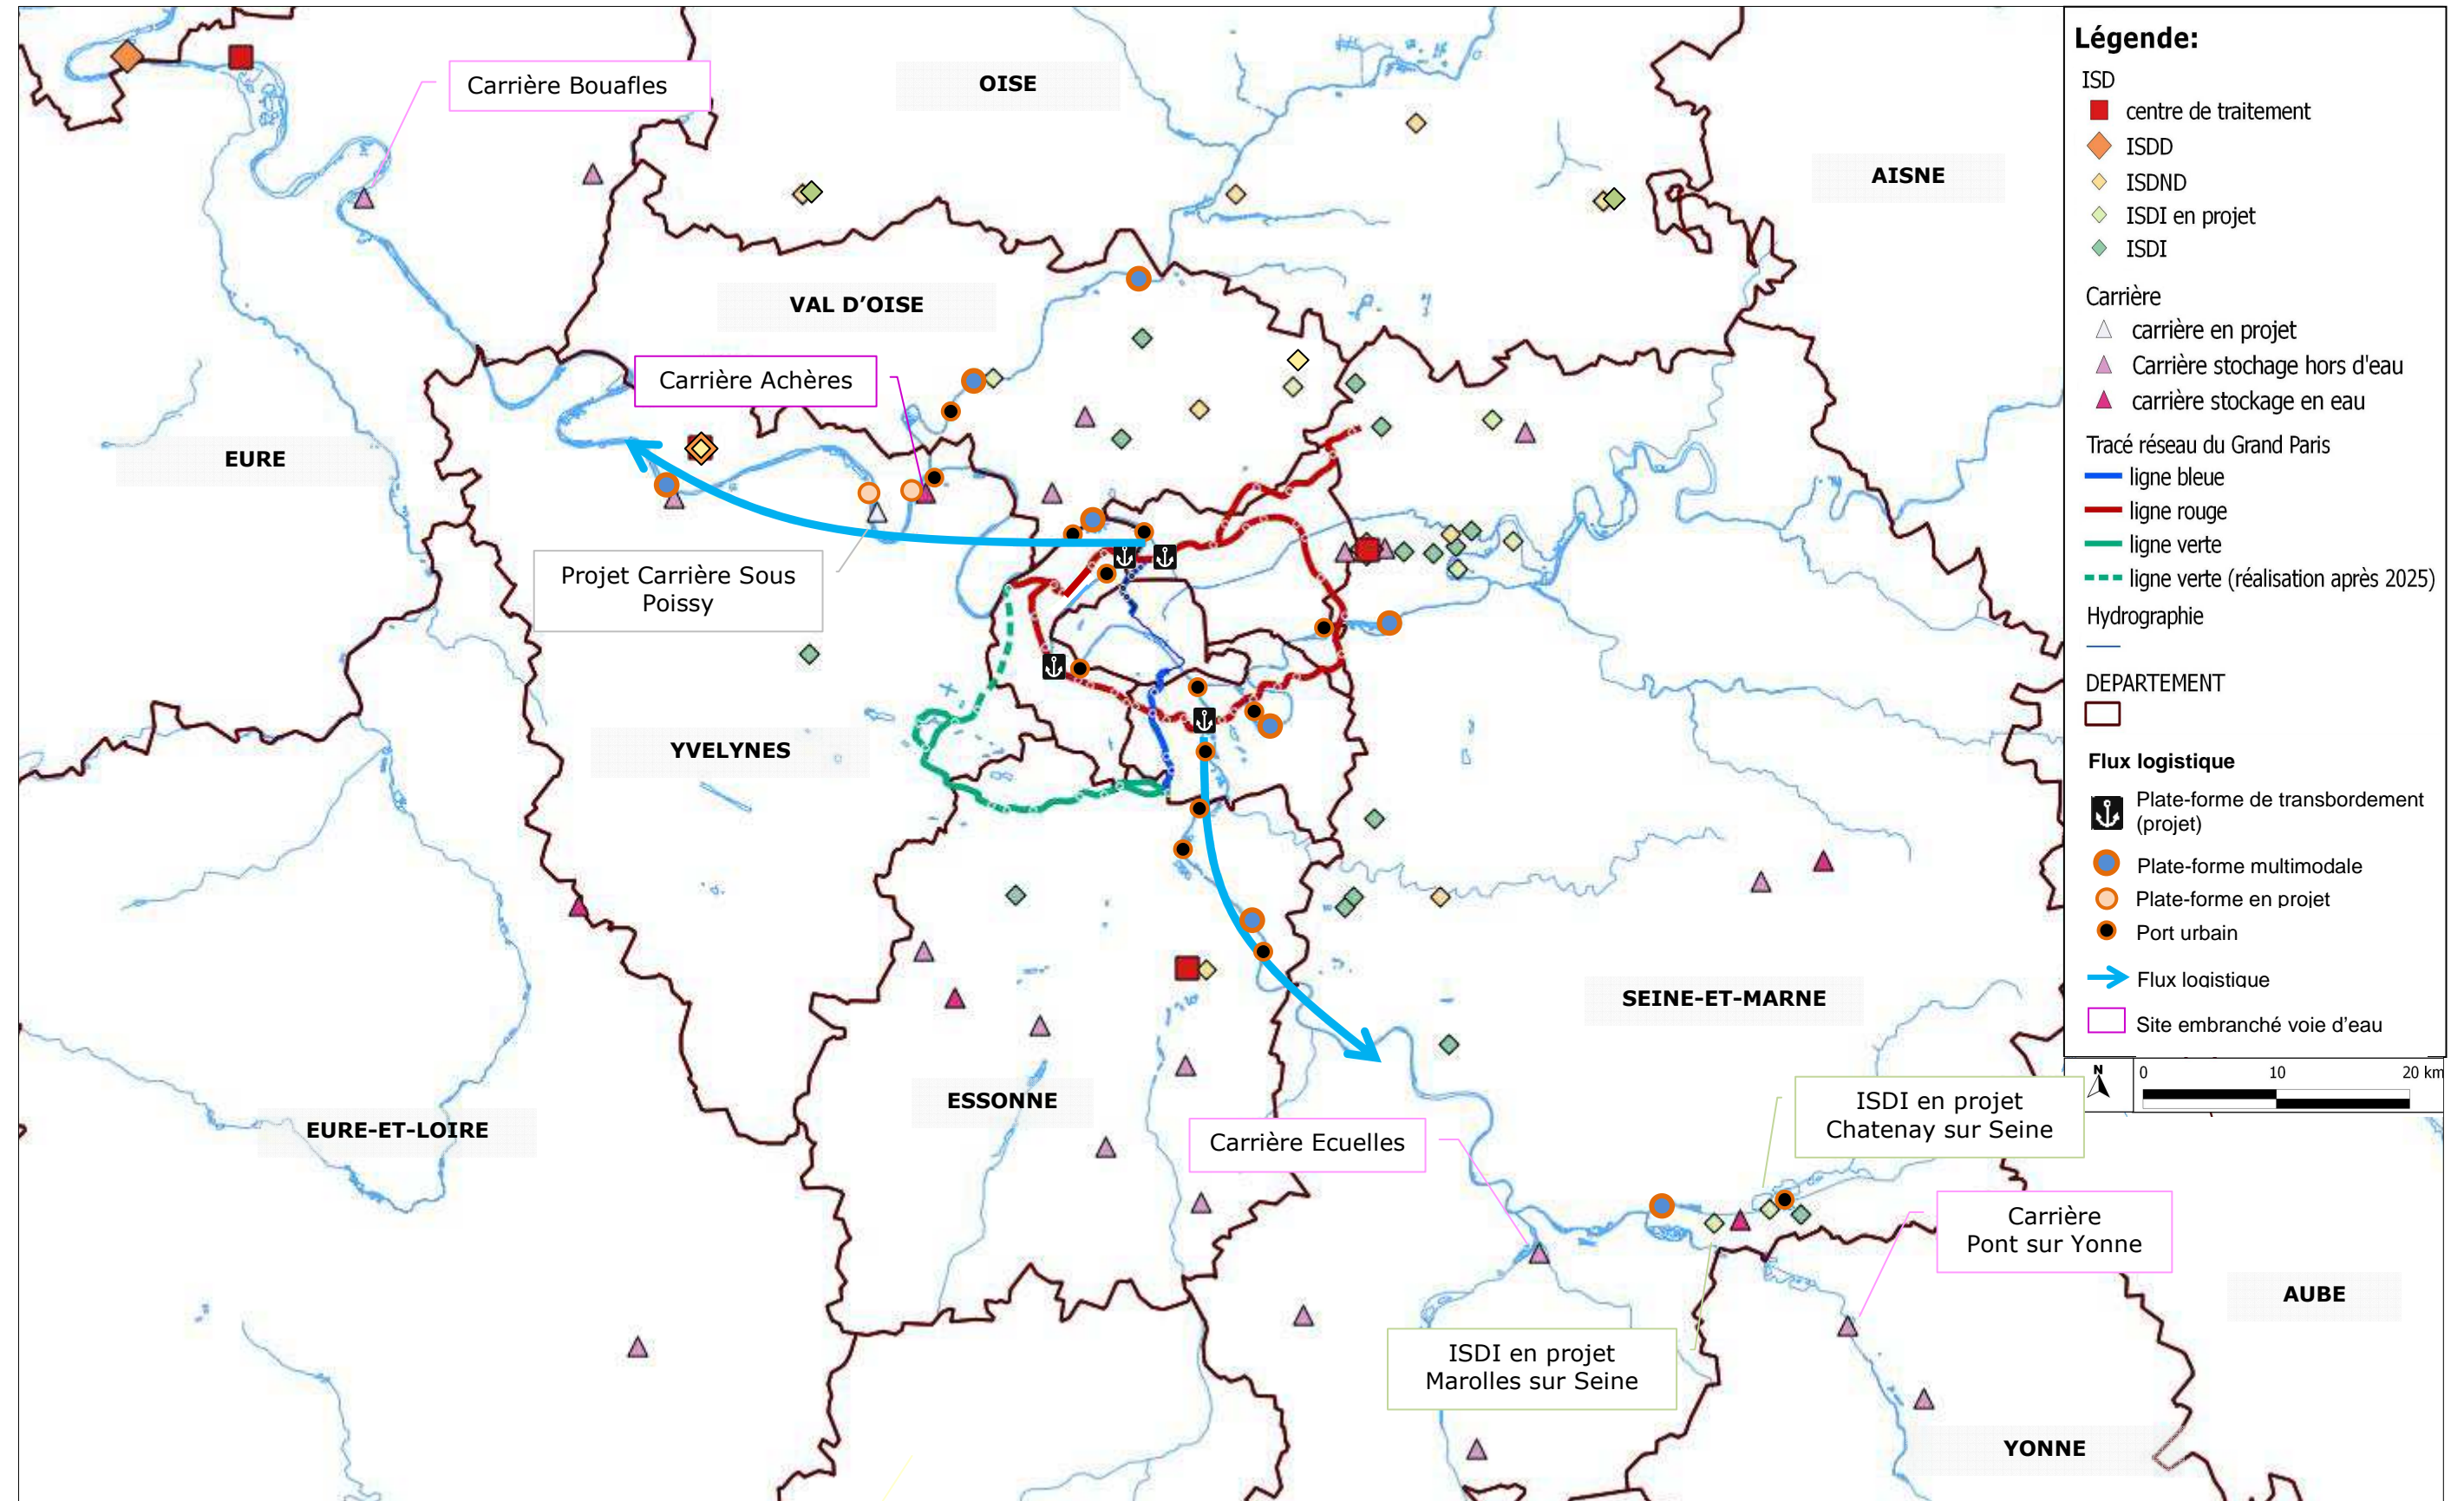 Carrière Bouafles
OISE
AISNE
VAL D'OISE
Carrière Achères
EURE
Projet Carrière Sous
Poissy
YVELYNES
SEINE-ET-MARNE
ESSONNE
EURE-ET-LOIRE
Carrière Ecuelles
ISDI en projet
Chatenay sur Seine
Carrière
Pont sur Yonne
ISDI en projet
Marolles sur Seine
AUBE
YONNE
Légende:
ISD
centre de traitement
ISDD
ISDND
ISDI en projet
ISDI
Carrière
carrière en projet
Carrière stochage hors d'eau
carrière stockage en eau
Tracé réseau du Grand Paris
ligne bleue
ligne rouge
ligne verte
ligne verte (réalisation après 2025)
Hydrographie
DEPARTEMENT
Flux logistique
Plate-forme de transbordement
(projet)
Plate-forme multimodale
Plate-forme en projet
Port urbain
Flux logistique
Site embranché voie d'eau
N
0 10 20 km